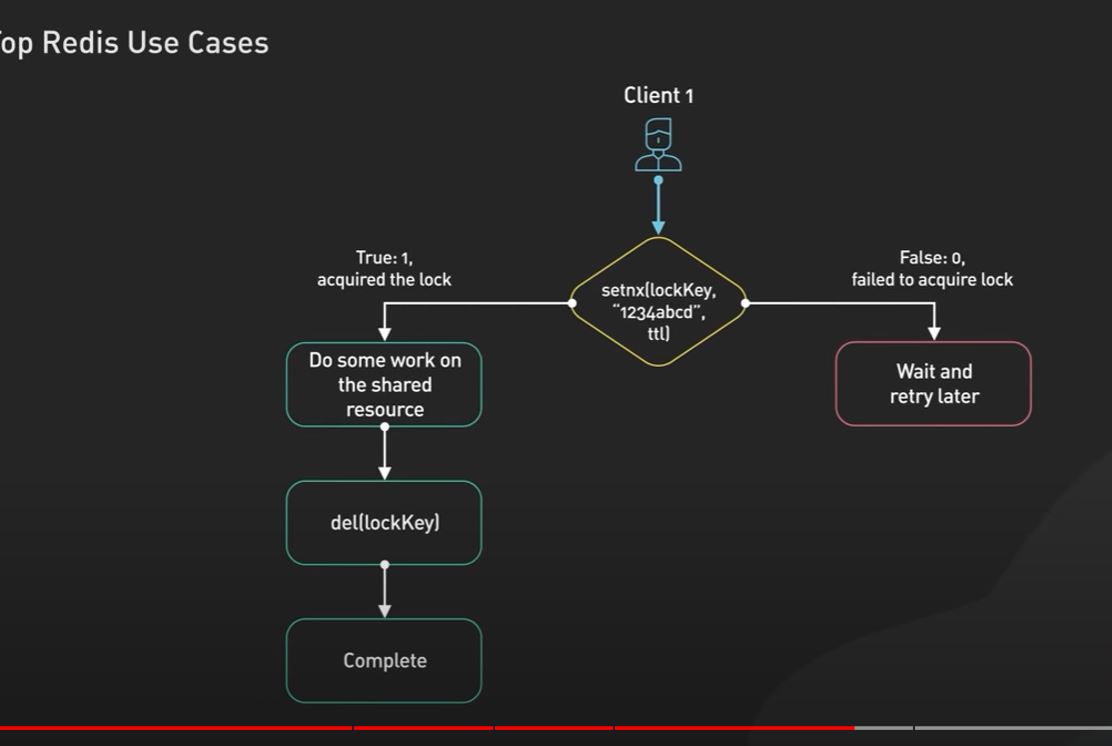 Top Redis Use Cases
Client 1
True: 1,
acquired the lock
False: 0,
failed to acquire lock
setnx(lockKey,
“1234abcd”,
ttl)
Do some work on
the shared
resource
Wait and
retry later
del(lockKey)
Complete